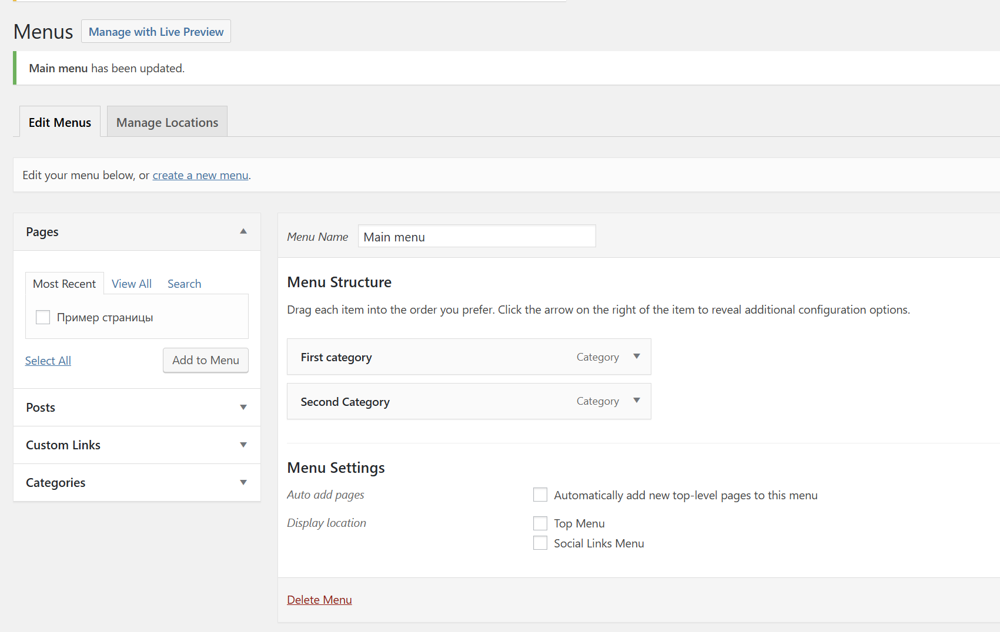 Menus Manage with Live Preview
Main menu has been updated.
Edit Menus Manage Locations
Edit your menu below, or create a new menu.
Pages
Most Recent View All Search
Пример страницы
Select All Add to Menu
Posts
Custom Links
Categories
Menu Name Main menu
Menu Structure
Drag each item into the order you prefer. Click the arrow on the right of the item to reveal additional configuration options.
First category Category
Second Category Category
Menu Settings
Auto add pages Automatically add new top-level pages to this menu
Display location Top Menu
Social Links Menu
Delete Menu